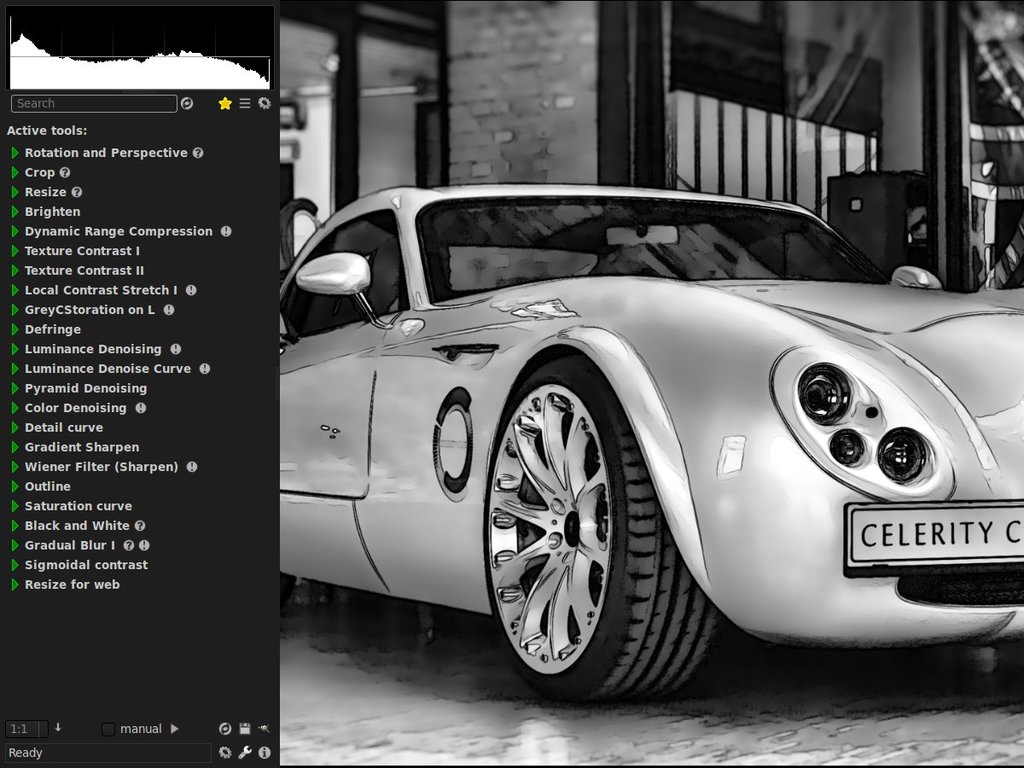 Search
Active tools:
Rotation and Perspective
Crop
Resize
Brighten
Dynamic Range Compression
Texture Contrast I
Texture Contrast II
Local Contrast Stretch I
GreyCStoration on L
Defringe
Luminance Denoising
Luminance Denoise Curve
Pyramid Denoising
Color Denoising
Detail curve
Gradient Sharpen
Wiener Filter (Sharpen)
Outline
Saturation curve
Black and White
Gradual Blur I
Sigmoidal contrast
Resize for web
CELERITY C
1:1
manual
Ready